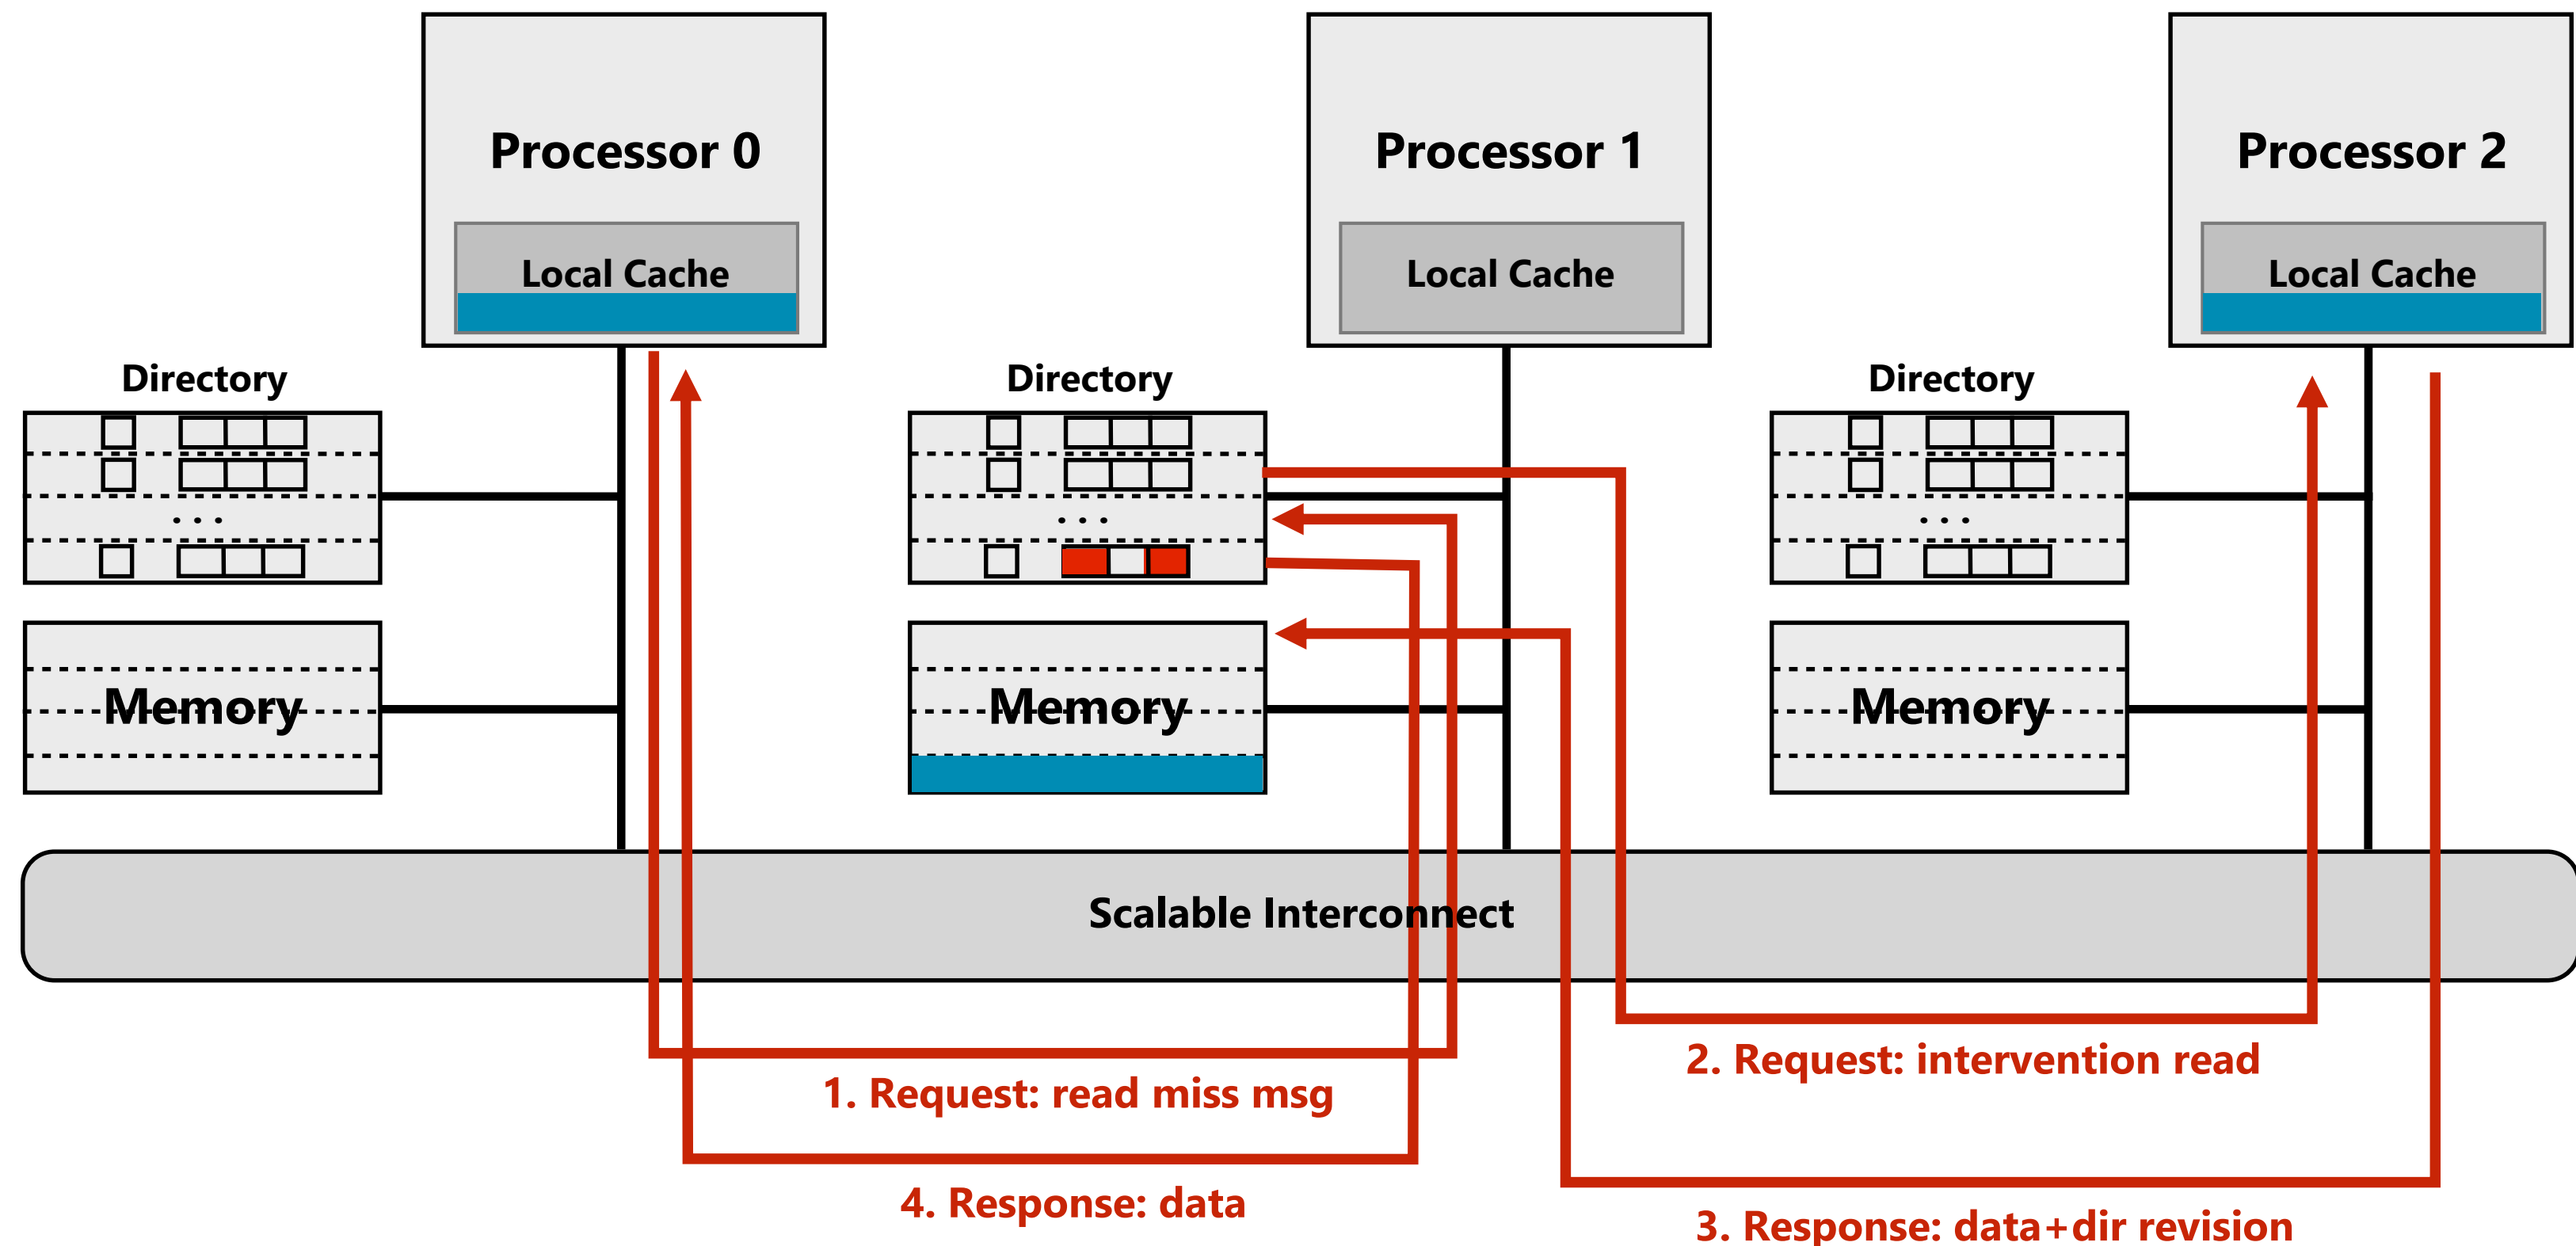 Processor 0
Processor 1
Processor 2
Local Cache
Local Cache
Local Cache
Directory
Directory
Directory
. . .
. . .
. . .
Memory
Memory
Memory
Scalable Interconnect
2. Request: intervention read
1. Request: read miss msg
4. Response: data
3. Response: data+dir revision